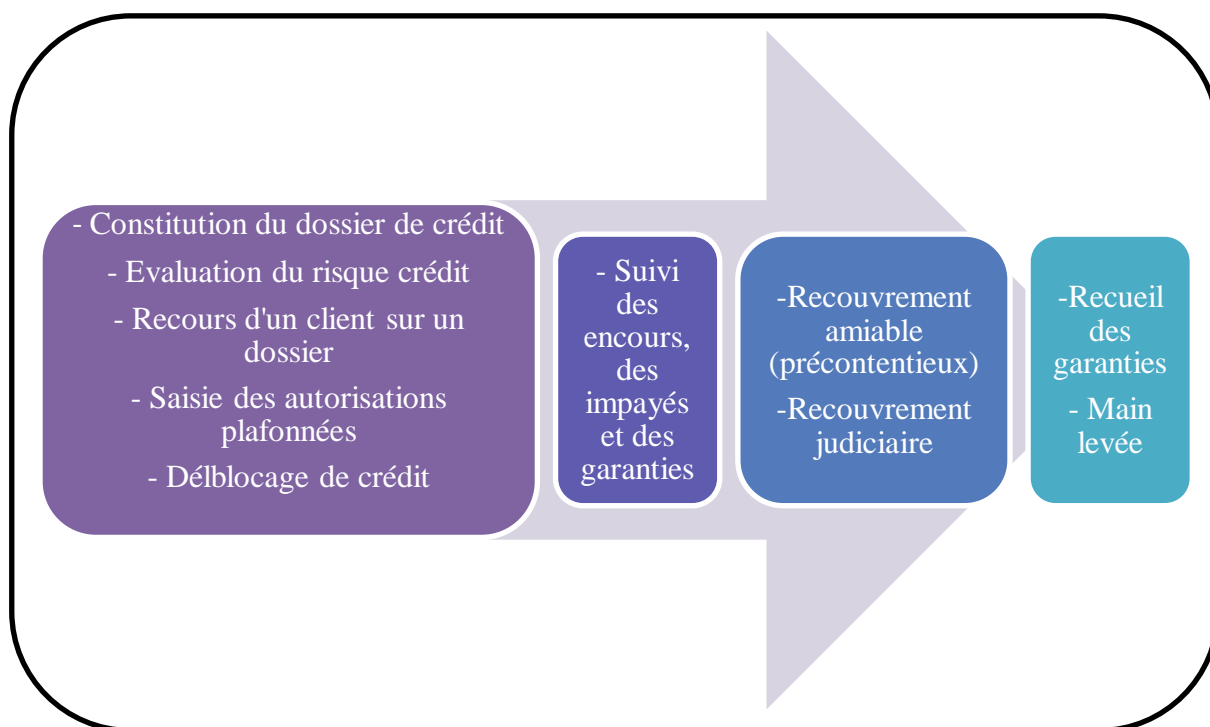 - Constitution du dossier de crédit
- Evaluation du risque crédit
- Recours d'un client sur un
dossier
- Saisie des autorisations
plafonnées
- Délblocage de crédit
- Suivi
des
encours,
des
impayés
et des
garanties
-Recouvrement
amiable
(précontentieux)
-Recouvrement
judiciaire
-Recueil
des
garanties
- Main
levée